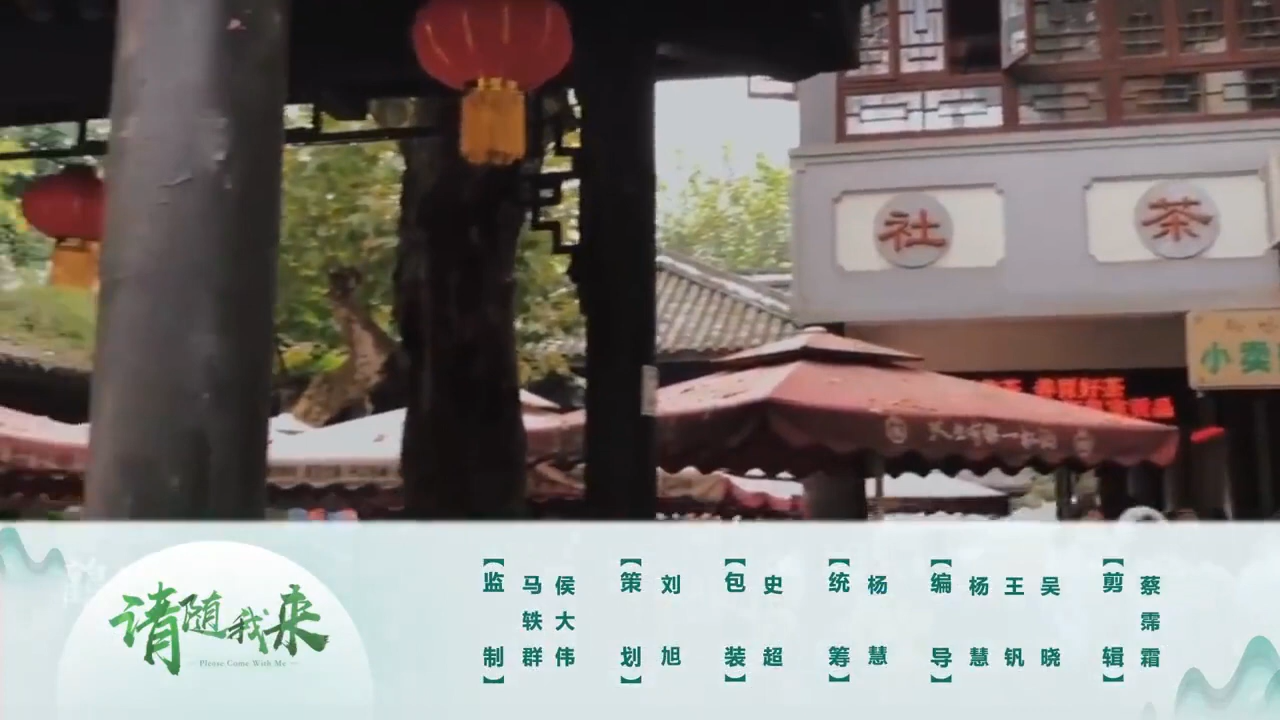 社 茶
小卖
请随我来
Please Come With Me
【监制】
马轶群
侯大伟
【策划】
刘旭
【包装】
史超
【统筹】
杨慧
【编导】
杨慧
王钒
吴晓
【剪辑】
蔡霈霜